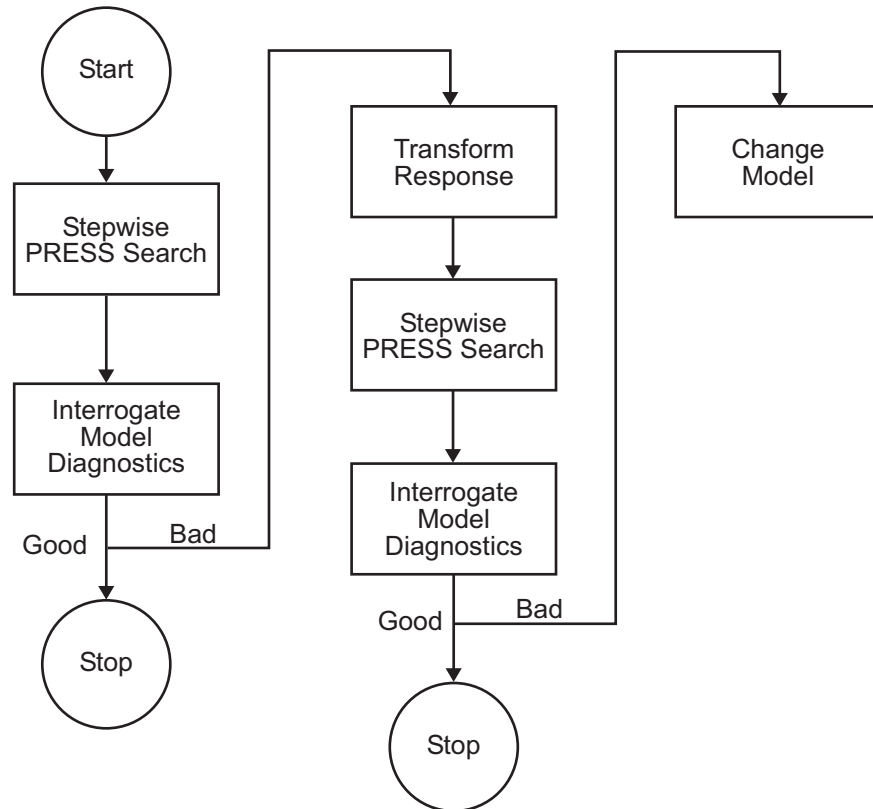 Start
Stepwise
PRESS Search
Interrogate
Model
Diagnostics
Good
Bad
Stop
Transform
Response
Stepwise
PRESS Search
Interrogate
Model
Diagnostics
Good
Bad
Stop
Change
Model